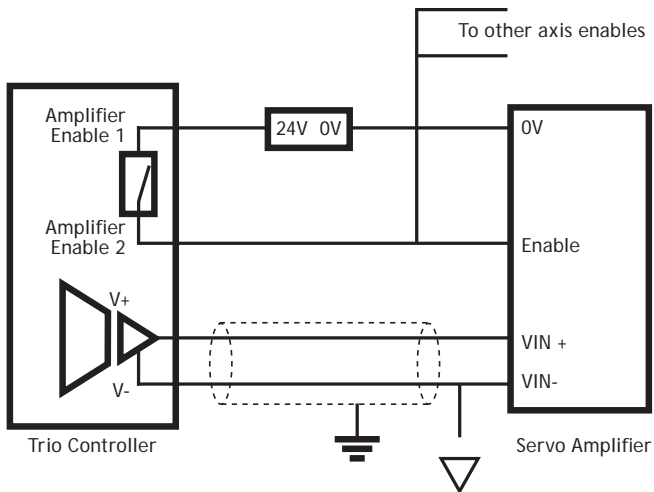 To other axis enables
Amplifier
Enable 1
24V 0V
0V
Amplifier
Enable 2
Enable
V+
VIN +
V-
VIN-
Trio Controller
Servo Amplifier